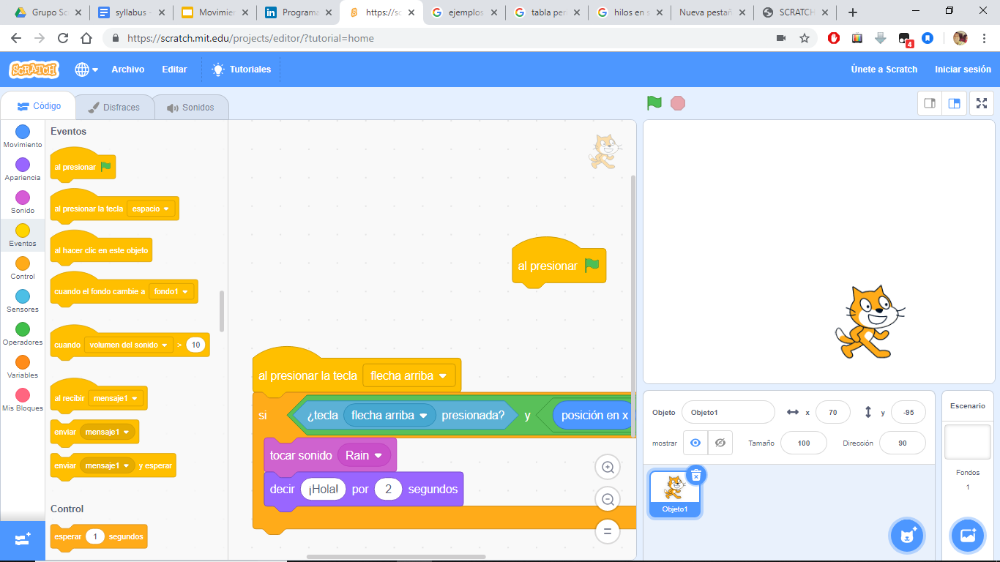 Grupo Sc
syllabus -
Movimie
Programa
https://sc
ejemplos
tabla peri
hilos en s
Nueva pestañ
SCRATCH
https://scratch.mit.edu/projects/editor/?tutorial=home
4
SCRATCH
Archivo
Editar
Tutoriales
Únete a Scratch
Iniciar sesión
Código
Disfraces
Sonidos
Movimiento
Apariencia
Sonido
Eventos
Control
Sensores
Operadores
Variables
Mis Bloques
Eventos
al presionar
al presionar la tecla espacio
al hacer clic en este objeto
cuando el fondo cambie a fondo1
cuando volumen del sonido > 10
al recibir mensaje1
enviar mensaje1
enviar mensaje1 y esperar
Control
esperar 1 segundos
al presionar
al presionar la tecla flecha arriba
si ¿tecla flecha arriba presionada? y posición en x
tocar sonido Rain
decir ¡Hola! por 2 segundos
Objeto Objeto1 x 70 y -95
mostrar Tamaño 100 Dirección 90
Objeto1
Escenario
Fondos
1